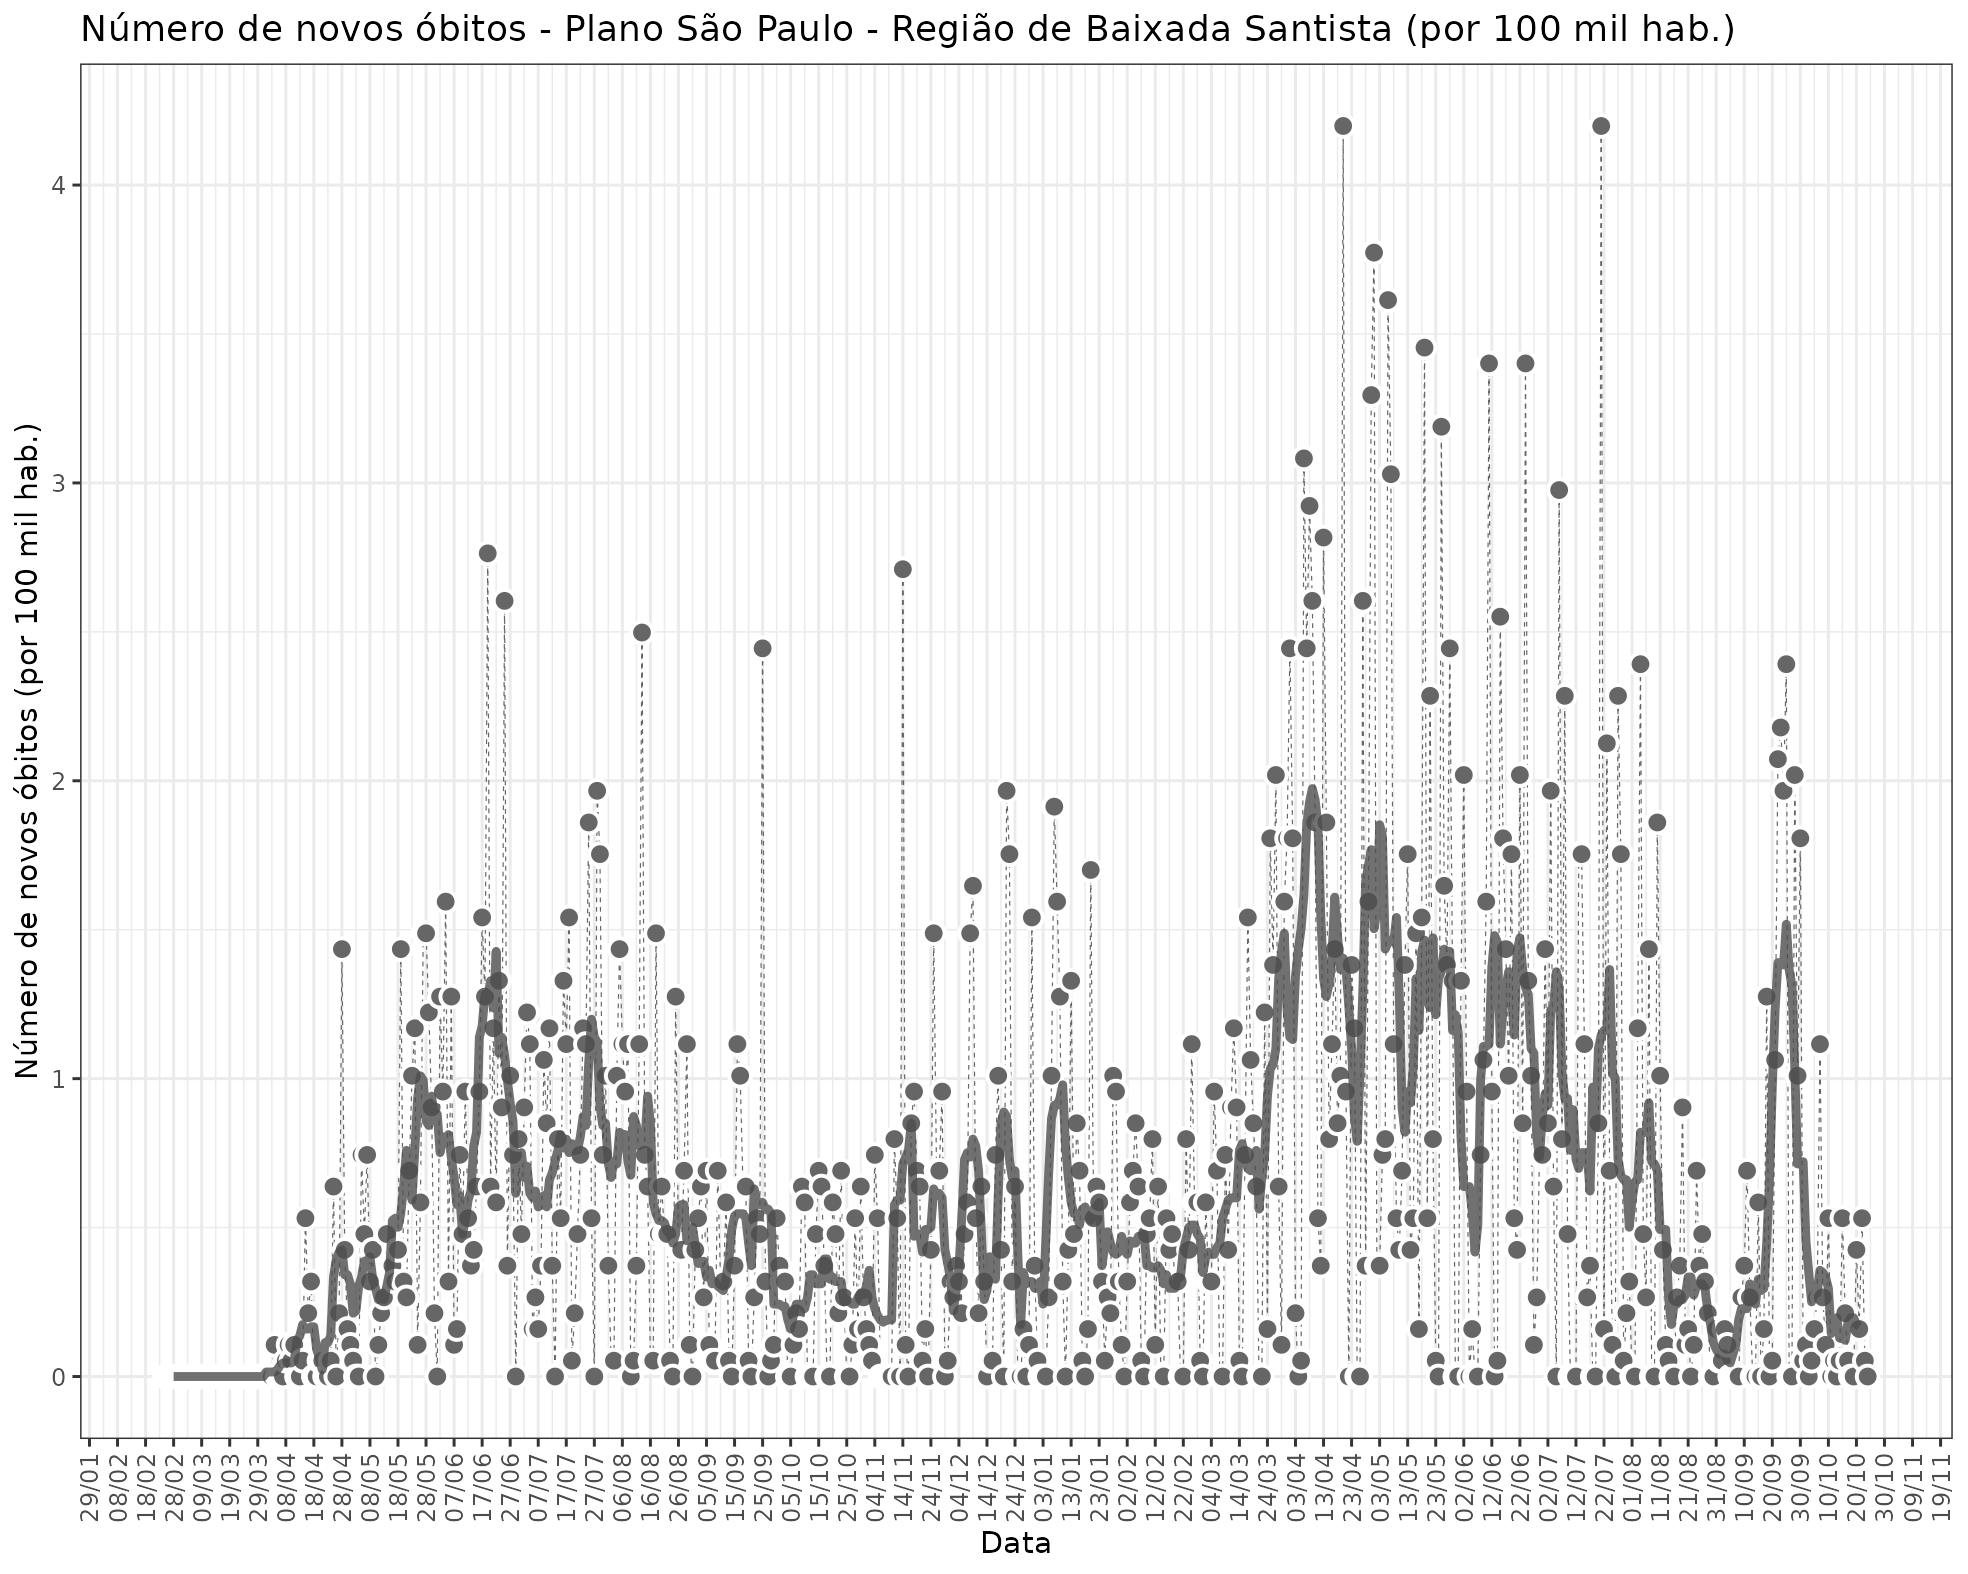 Número de novos óbitos - Plano São Paulo - Região de Baixada Santista (por 100 mil hab.)
Número de novos óbitos (por 100 mil hab.)
4
3
2
1
0
29/01 08/02 18/02 28/02 09/03 19/03 29/03 08/04 18/04 28/04 08/05 18/05 28/05 07/06 17/06 27/06 07/07 17/07 27/07 06/08 16/08 26/08 05/09 15/09 25/09 05/10 15/10 25/10 04/11 14/11 24/11 04/12 14/12 24/12 03/01 13/01 23/01 02/02 12/02 22/02 04/03 14/03 24/03 03/04 13/04 23/04 03/05 13/05 23/05 02/06 12/06 22/06 02/07 12/07 22/07 01/08 11/08 21/08 31/08 10/09 20/09 30/09 10/10 20/10 30/10 09/11 19/11
Data